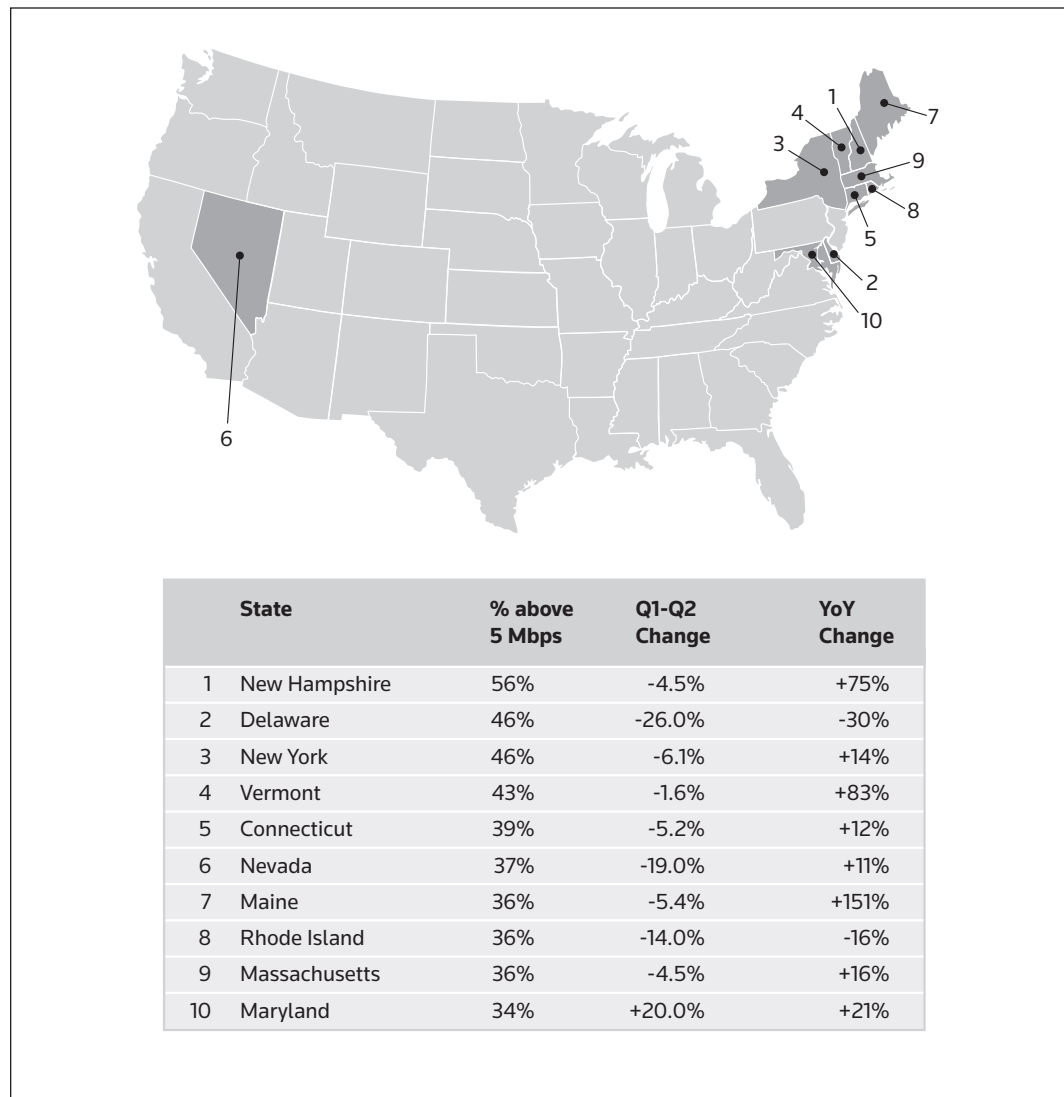 1
4
7
3
9
8
5
2
10
6
State % above Q1-Q2 YoY
5 Mbps Change Change
1 New Hampshire 56% -4.5% +75%
2 Delaware 46% -26.0% -30%
3 New York 46% -6.1% +14%
4 Vermont 43% -1.6% +83%
5 Connecticut 39% -5.2% +12%
6 Nevada 37% -19.0% +11%
7 Maine 36% -5.4% +151%
8 Rhode Island 36% -14.0% -16%
9 Massachusetts 36% -4.5% +16%
10 Maryland 34% +20.0% +21%